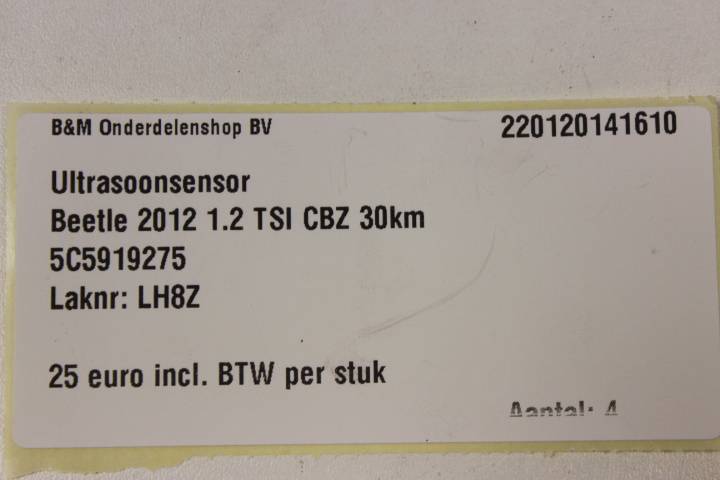 B&M Onderdelenshop BV 220120141610
Ultrasoonsensor
Beetle 2012 1.2 TSI CBZ 30km
5C5919275
Laknr: LH8Z
25 euro incl. BTW per stuk
Aantal: 4